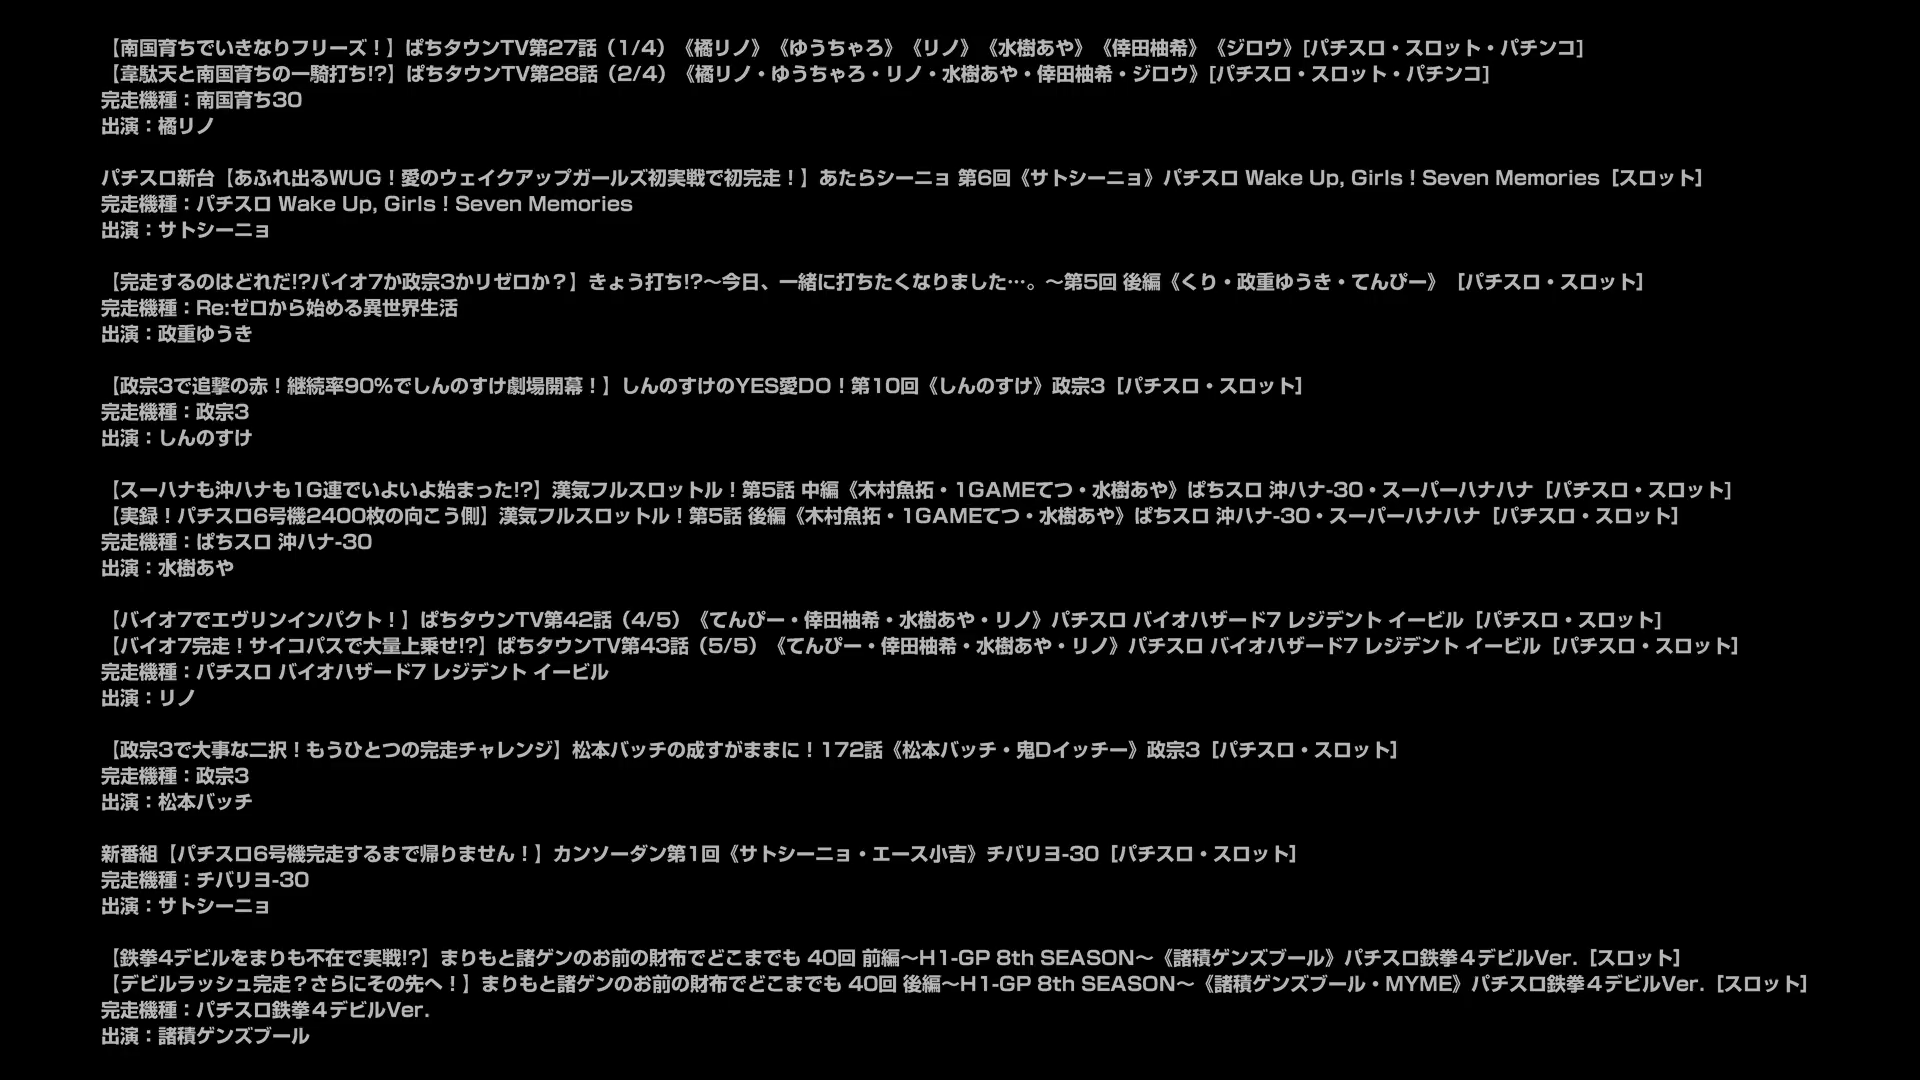 【南国育ちでいきなりフリーズ！】ぱちタウンTV第27話（1/4）《橘リノ》《ゆうちゃろ》《リノ》《水樹あや》《倖田柚希》《ジロウ》[パチスロ・スロット・パチンコ]
【韋駄天と南国育ちの一騎打ち!?】ぱちタウンTV第28話（2/4）《橘リノ・ゆうちゃろ・リノ・水樹あや・倖田柚希・ジロウ》[パチスロ・スロット・パチンコ]
完走機種：南国育ち30
出演：橘リノ
パチスロ新台【あふれ出るWUG！愛のウェイクアップガールズ初実戦で初完走！】あたらシーニョ 第6回《サトシーニョ》パチスロ Wake Up, Girls！Seven Memories［スロット］
完走機種：パチスロ Wake Up, Girls！Seven Memories
出演：サトシーニョ
【完走するのはどれだ!?バイオ7か政宗3かリゼロか？】きょう打ち!?～今日、一緒に打ちたくなりました…。～第5回 後編《くり・政重ゆうき・てんぴー》［パチスロ・スロット］
完走機種：Re:ゼロから始める異世界生活
出演：政重ゆうき
【政宗3で追撃の赤！継続率90%でしんのすけ劇場開幕！】しんのすけのYES愛DO！第10回《しんのすけ》政宗3［パチスロ・スロット］
完走機種：政宗3
出演：しんのすけ
【スーハナも沖ハナも1G連でいよいよ始まった!?】漢気フルスロットル！第5話 中編《木村魚拓・1GAMEてつ・水樹あや》ぱちスロ 沖ハナ-30・スーパーハナハナ［パチスロ・スロット］
【実録！パチスロ6号機2400枚の向こう側】漢気フルスロットル！第5話 後編《木村魚拓・1GAMEてつ・水樹あや》ぱちスロ 沖ハナ-30・スーパーハナハナ［パチスロ・スロット］
完走機種：ぱちスロ 沖ハナ-30
出演：水樹あや
【バイオ7でエヴリンインパクト！】ぱちタウンTV第42話（4/5）《てんぴー・倖田柚希・水樹あや・リノ》パチスロ バイオハザード7 レジデント イービル［パチスロ・スロット］
【バイオ7完走！サイコパスで大量上乗せ!?】ぱちタウンTV第43話（5/5）《てんぴー・倖田柚希・水樹あや・リノ》パチスロ バイオハザード7 レジデント イービル［パチスロ・スロット］
完走機種：パチスロ バイオハザード7 レジデント イービル
出演：リノ
【政宗3で大事な二択！もうひとつの完走チャレンジ】松本バッチの成すがままに！172話《松本バッチ・鬼Dイッチー》政宗3［パチスロ・スロット］
完走機種：政宗3
出演：松本バッチ
新番組【パチスロ6号機完走するまで帰りません！】カンソーダン第1回《サトシーニョ・エース小吉》チバリヨ-30［パチスロ・スロット］
完走機種：チバリヨ-30
出演：サトシーニョ
【鉄拳4デビルをまりも不在で実戦!?】まりもと諸ゲンのお前の財布でどこまでも 40回 前編～H1-GP 8th SEASON～《諸積ゲンズブール》パチスロ鉄拳４デビルVer.［スロット］
【デビルラッシュ完走？さらにその先へ！】まりもと諸ゲンのお前の財布でどこまでも 40回 後編～H1-GP 8th SEASON～《諸積ゲンズブール・MYME》パチスロ鉄拳４デビルVer.［スロット］
完走機種：パチスロ鉄拳４デビルVer.
出演：諸積ゲンズブール